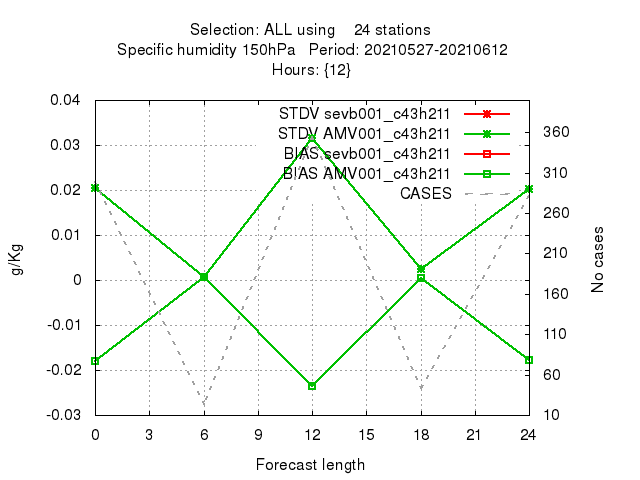 Selection: ALL using    24 stations
Specific humidity 150hPa   Period: 20210527-20210612
Hours: {12}
STDV sevb001_c43h211
STDV AMV001_c43h211
BIAS sevb001_c43h211
BIAS AMV001_c43h211
CASES
0.04
0.03
0.02
0.01
0
-0.01
-0.02
-0.03
g/Kg
360
310
260
210
160
110
60
10
No cases
0 3 6 9 12 15 18 21 24
Forecast length